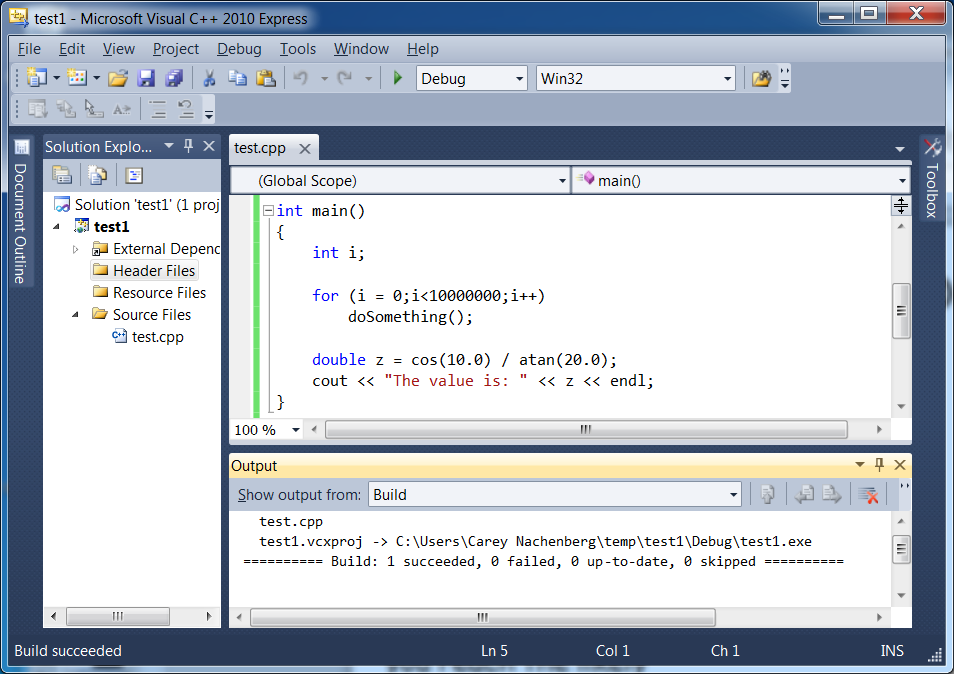 test1 - Microsoft Visual C++ 2010 Express
File Edit View Project Debug Tools Window Help
Debug Win32
Document Outline
Solution Explo...
Solution 'test1' (1 proj
test1
External Depend
Header Files
Resource Files
Source Files
test.cpp
test.cpp
Toolbox
(Global Scope) main()
int main()
{
int i;
for (i = 0;i<10000000;i++)
doSomething();
double z = cos(10.0) / atan(20.0);
cout << "The value is: " << z << endl;
}
100 %
Output
Show output from: Build
test.cpp
test1.vcxproj -> C:\Users\Carey Nachenberg\temp\test1\Debug\test1.exe
========== Build: 1 succeeded, 0 failed, 0 up-to-date, 0 skipped ==========
Build succeeded Ln 5 Col 1 Ch 1 INS